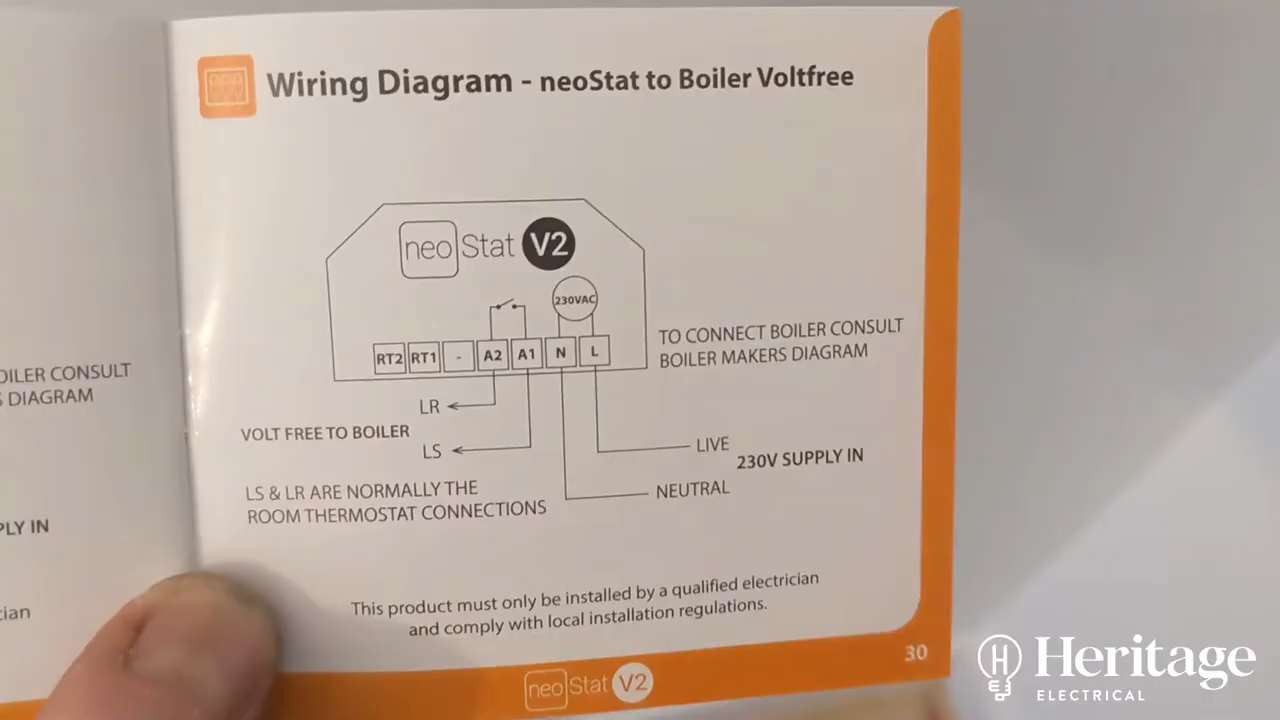 Wiring Diagram - neoStat to Boiler Voltfree
neo Stat V2
230VAC
RT2 RT1 - A2 A1 N L
TO CONNECT BOILER CONSULT
BOILER MAKERS DIAGRAM
LR
VOLT FREE TO BOILER
LS
LIVE
230V SUPPLY IN
NEUTRAL
LS & LR ARE NORMALLY THE
ROOM THERMOSTAT CONNECTIONS
This product must only be installed by a qualified electrician
and comply with local installation regulations.
30
neo Stat V2
OILER CONSULT
DIAGRAM
PLY IN
cian
Heritage
ELECTRICAL